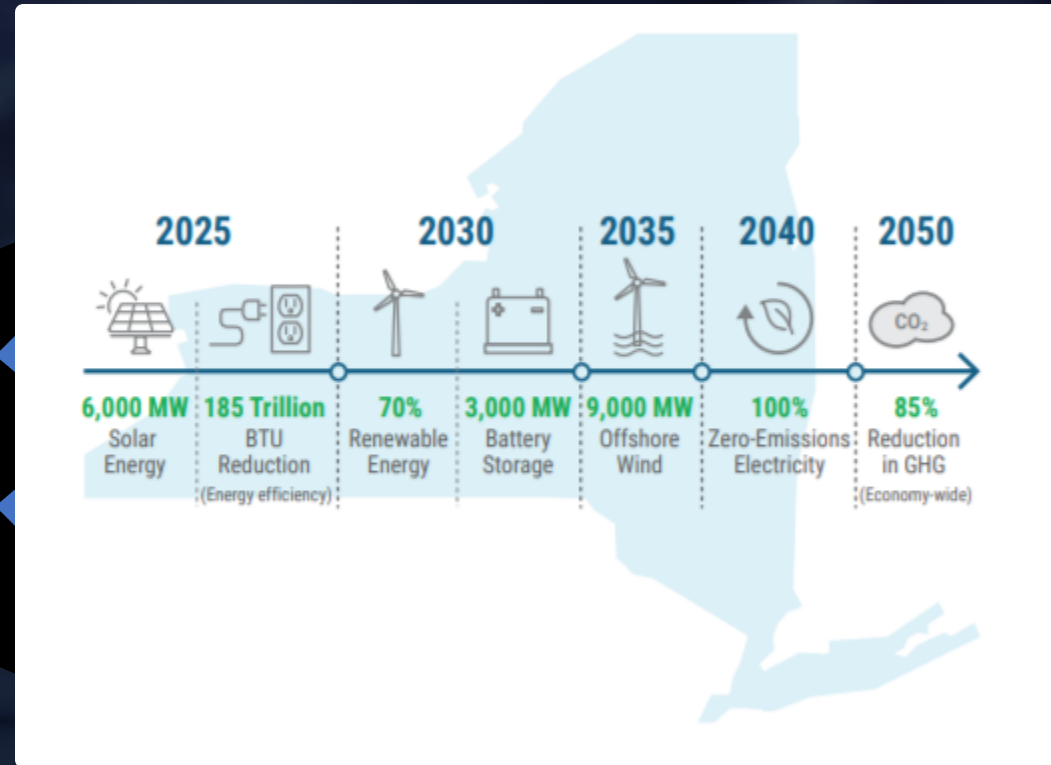 2025
2030
2035
2040
2050
CO₂
6,000 MW
Solar
Energy
185 Trillion
BTU
Reduction
(Energy efficiency)
70%
Renewable
Energy
3,000 MW
Battery
Storage
9,000 MW
Offshore
Wind
100%
Zero-Emissions
Electricity
85%
Reduction
in GHG
(Economy-wide)